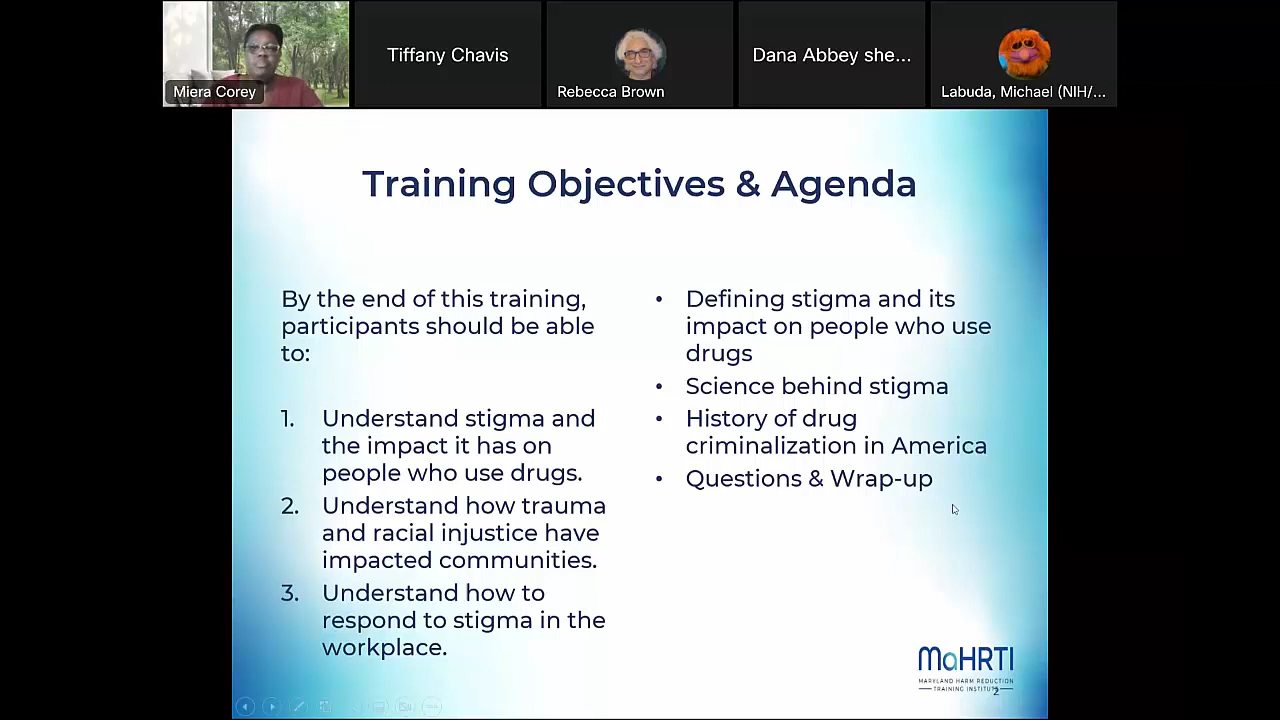 Miera Corey
Tiffany Chavis
Rebecca Brown
Dana Abbey she...
Labuda, Michael (NIH/...
Training Objectives & Agenda
By the end of this training,
participants should be able
to:
1. Understand stigma and
the impact it has on
people who use drugs.
2. Understand how trauma
and racial injustice have
impacted communities.
3. Understand how to
respond to stigma in the
workplace.
• Defining stigma and its
impact on people who use
drugs
• Science behind stigma
• History of drug
criminalization in America
• Questions & Wrap-up
MaHRTI
MARYLAND HARM REDUCTION
TRAINING INSTITUTE
2